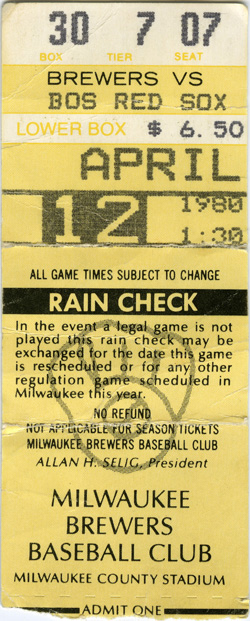 30 7 07
BOX TIER SEAT
BREWERS VS
BOS RED SOX
LOWER BOX $ 6.50
APRIL
12 1980
1:30
ALL GAME TIMES SUBJECT TO CHANGE
RAIN CHECK
In the event a legal game is not
played this rain check may be
exchanged for the date this game
is rescheduled or for any other
regulation game scheduled in
Milwaukee this year.
NO REFUND
NOT APPLICABLE FOR SEASON TICKETS
MILWAUKEE BREWERS BASEBALL CLUB
ALLAN H. SELIG, President
MILWAUKEE
BREWERS
BASEBALL CLUB
MILWAUKEE COUNTY STADIUM
ADMIT ONE